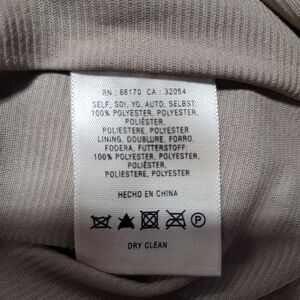 RN : 66170 CA : 32054
SELF, SOI, YO, AUTO, SELBST:
100% POLYESTER, POLYESTER,
POLIÉSTER,
POLIESTERE, POLYESTER
LINING, DOUBLURE, FORRO,
FODERA, FUTTERSTOFF:
100% POLYESTER, POLYESTER,
POLIÉSTER,
POLIESTERE, POLYESTER
HECHO EN CHINA
P
DRY CLEAN